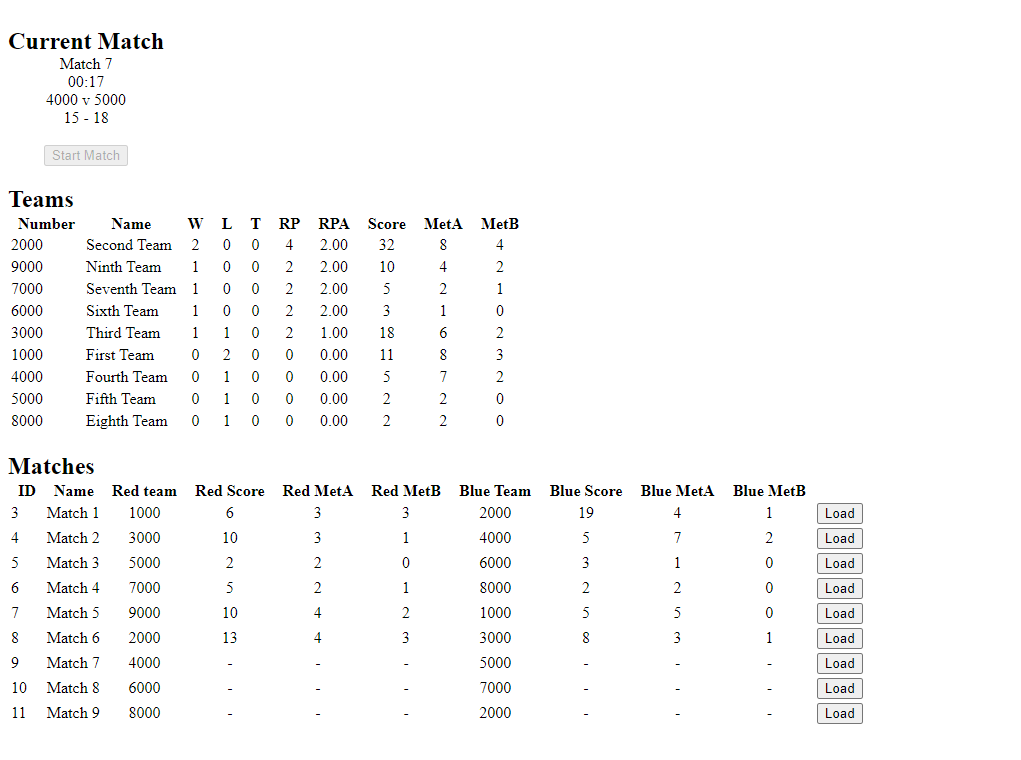 Current Match
Match 7
00:17
4000 v 5000
15 - 18
Start Match
Teams
Number Name W L T RP RPA Score MetA MetB
2000 Second Team 2 0 0 4 2.00 32 8 4
9000 Ninth Team 1 0 0 2 2.00 10 4 2
7000 Seventh Team 1 0 0 2 2.00 5 2 1
6000 Sixth Team 1 0 0 2 2.00 3 1 0
3000 Third Team 1 1 0 2 1.00 18 6 2
1000 First Team 0 2 0 0 0.00 11 8 3
4000 Fourth Team 0 1 0 0 0.00 5 7 2
5000 Fifth Team 0 1 0 0 0.00 2 2 0
8000 Eighth Team 0 1 0 0 0.00 2 2 0
Matches
ID Name Red team Red Score Red MetA Red MetB Blue Team Blue Score Blue MetA Blue MetB
3 Match 1 1000 6 3 3 2000 19 4 1 Load
4 Match 2 3000 10 3 1 4000 5 7 2 Load
5 Match 3 5000 2 2 0 6000 3 1 0 Load
6 Match 4 7000 5 2 1 8000 2 2 0 Load
7 Match 5 9000 10 4 2 1000 5 5 0 Load
8 Match 6 2000 13 4 3 3000 8 3 1 Load
9 Match 7 4000 - - - 5000 - - - Load
10 Match 8 6000 - - - 7000 - - - Load
11 Match 9 8000 - - - 2000 - - - Load